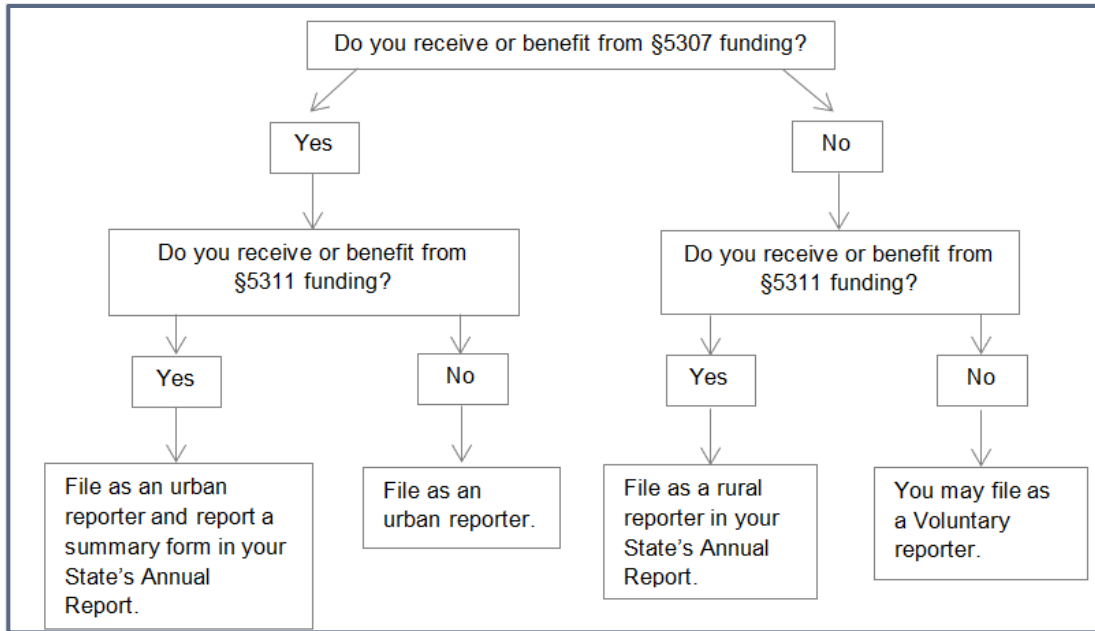 Do you receive or benefit from §5307 funding?
Yes
No
Do you receive or benefit from
§5311 funding?
Do you receive or benefit from
§5311 funding?
Yes
No
Yes
No
File as an urban
reporter and report a
summary form in your
State’s Annual
Report.
File as an
urban reporter.
File as a rural
reporter in your
State’s Annual
Report.
You may file as
a Voluntary
reporter.